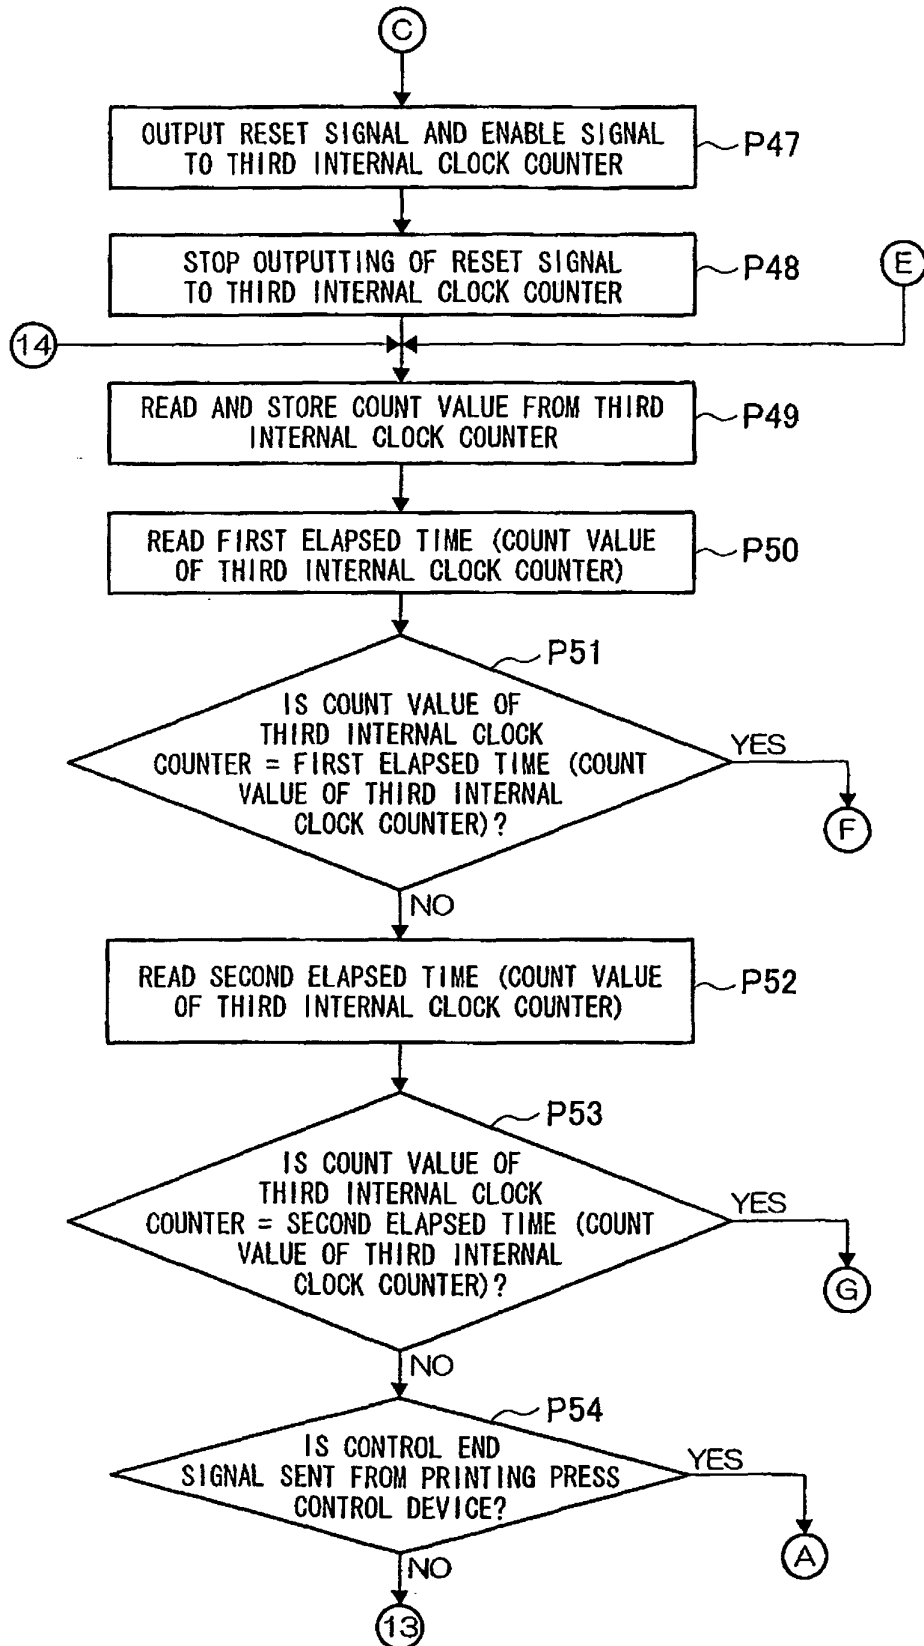 C
OUTPUT RESET SIGNAL AND ENABLE SIGNAL
TO THIRD INTERNAL CLOCK COUNTER
P47
STOP OUTPUTTING OF RESET SIGNAL
TO THIRD INTERNAL CLOCK COUNTER
P48
E
14
READ AND STORE COUNT VALUE FROM THIRD
INTERNAL CLOCK COUNTER
P49
READ FIRST ELAPSED TIME (COUNT VALUE
OF THIRD INTERNAL CLOCK COUNTER)
P50
P51
IS COUNT VALUE OF
THIRD INTERNAL CLOCK
COUNTER = FIRST ELAPSED TIME (COUNT
VALUE OF THIRD INTERNAL
CLOCK COUNTER)?
YES
F
NO
READ SECOND ELAPSED TIME (COUNT VALUE
OF THIRD INTERNAL CLOCK COUNTER)
P52
P53
IS COUNT VALUE OF
THIRD INTERNAL CLOCK
COUNTER = SECOND ELAPSED TIME (COUNT
VALUE OF THIRD INTERNAL
CLOCK COUNTER)?
YES
G
NO
P54
IS CONTROL END
SIGNAL SENT FROM PRINTING PRESS
CONTROL DEVICE?
YES
A
NO
13